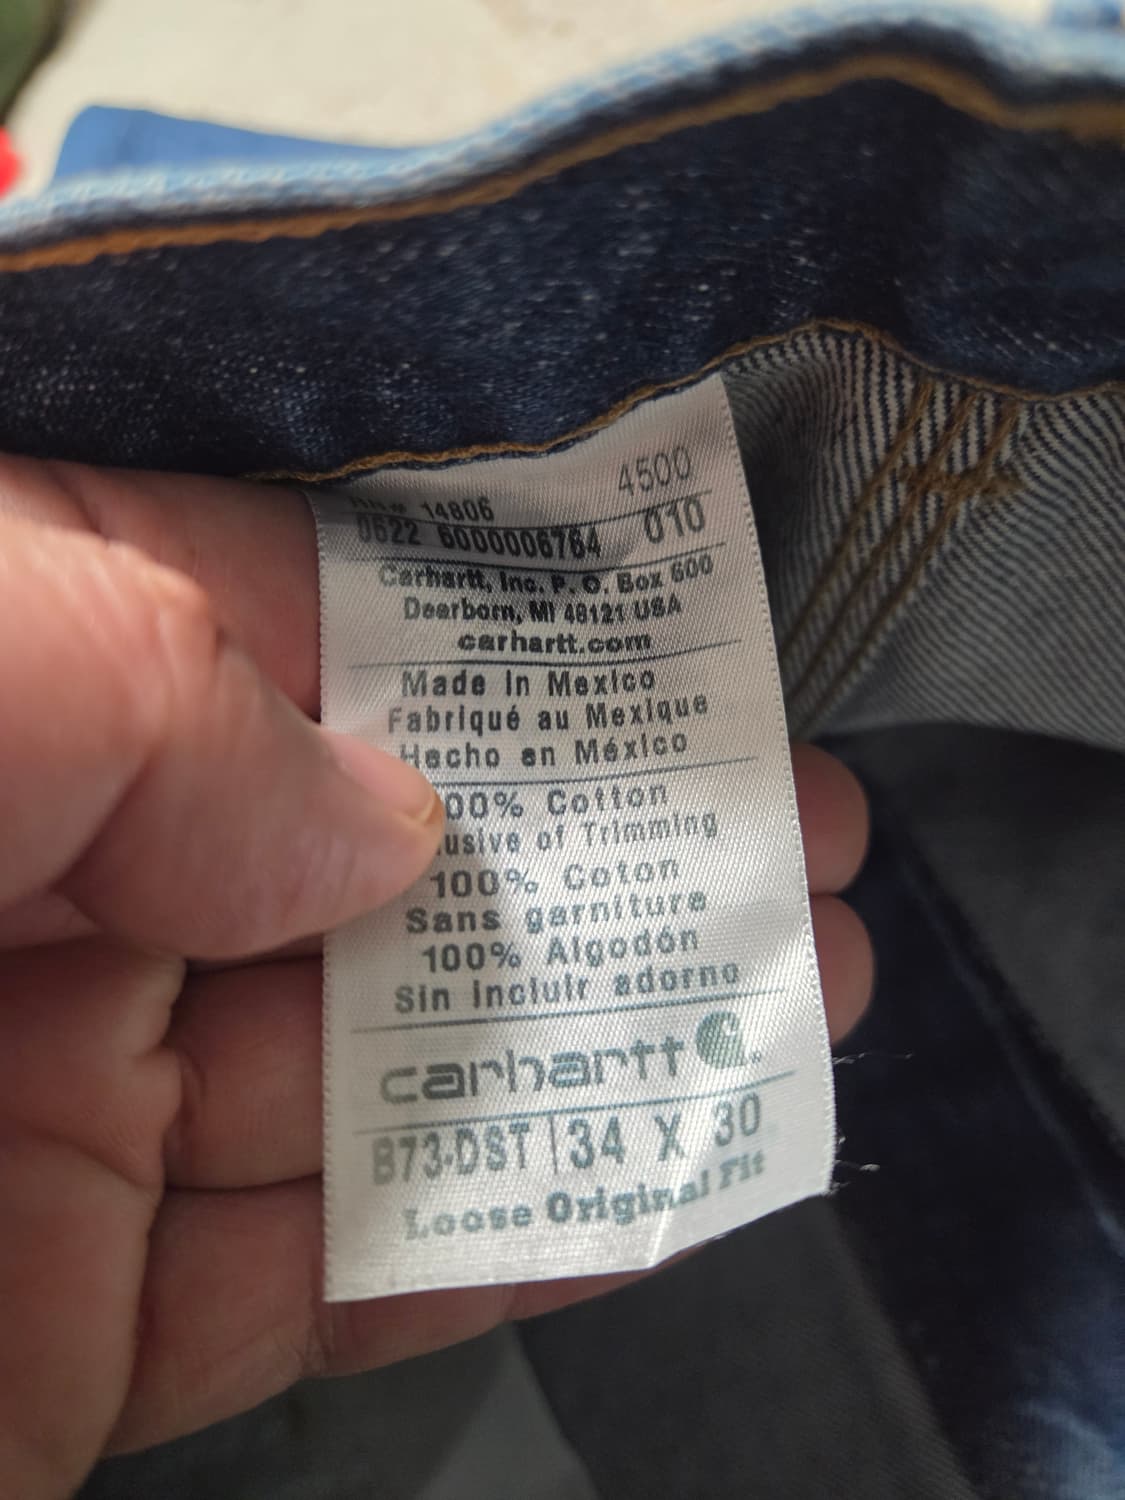 4500
14806
0622 6000006764 010
Carhartt, Inc. P. O. Box 600
Dearborn, MI 48121 USA
carhartt.com
Made In Mexico
Fabriqué au Mexique
Hecho en México
00% Cotton
lusive of Trimming
100% Coton
Sans garniture
100% Algodón
Sin incluir adorno
carhartt
B73-DST | 34 X 30
Loose Original Fit